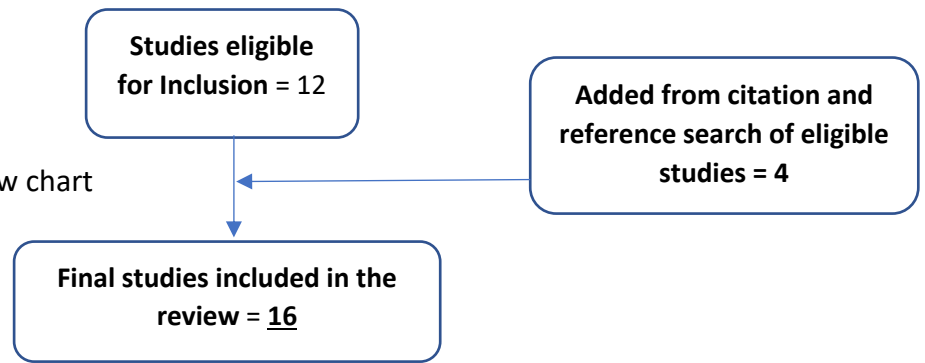 Studies eligible
for Inclusion = 12
Added from citation and
reference search of eligible
studies = 4
w chart
Final studies included in the
review = 16